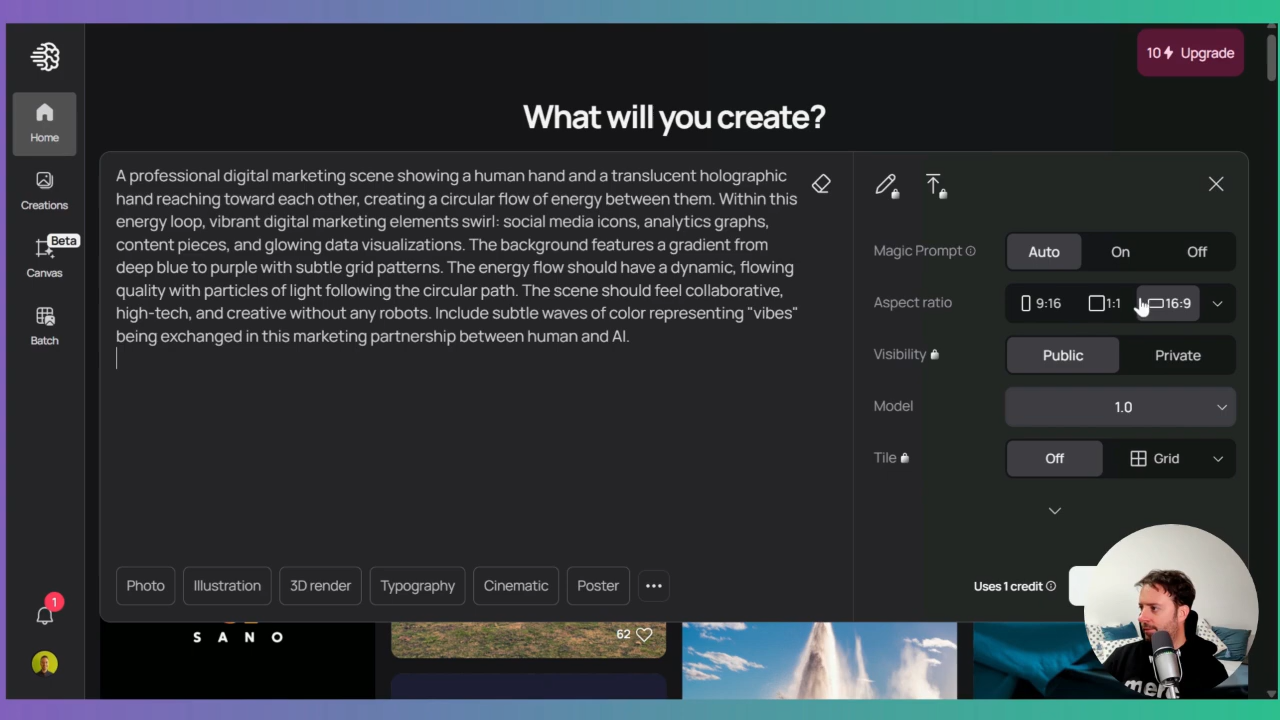 10 Upgrade
Home
Creations
Beta
Canvas
Batch
1
What will you create?
A professional digital marketing scene showing a human hand and a translucent holographic
hand reaching toward each other, creating a circular flow of energy between them. Within this
energy loop, vibrant digital marketing elements swirl: social media icons, analytics graphs,
content pieces, and glowing data visualizations. The background features a gradient from
deep blue to purple with subtle grid patterns. The energy flow should have a dynamic, flowing
quality with particles of light following the circular path. The scene should feel collaborative,
high-tech, and creative without any robots. Include subtle waves of color representing "vibes"
being exchanged in this marketing partnership between human and AI.
Photo
Illustration
3D render
Typography
Cinematic
Poster
Magic Prompt
Auto
On
Off
Aspect ratio
9:16
1:1
16:9
Visibility
Public
Private
Model
1.0
Tile
Off
Grid
Uses 1 credit
SANO
62